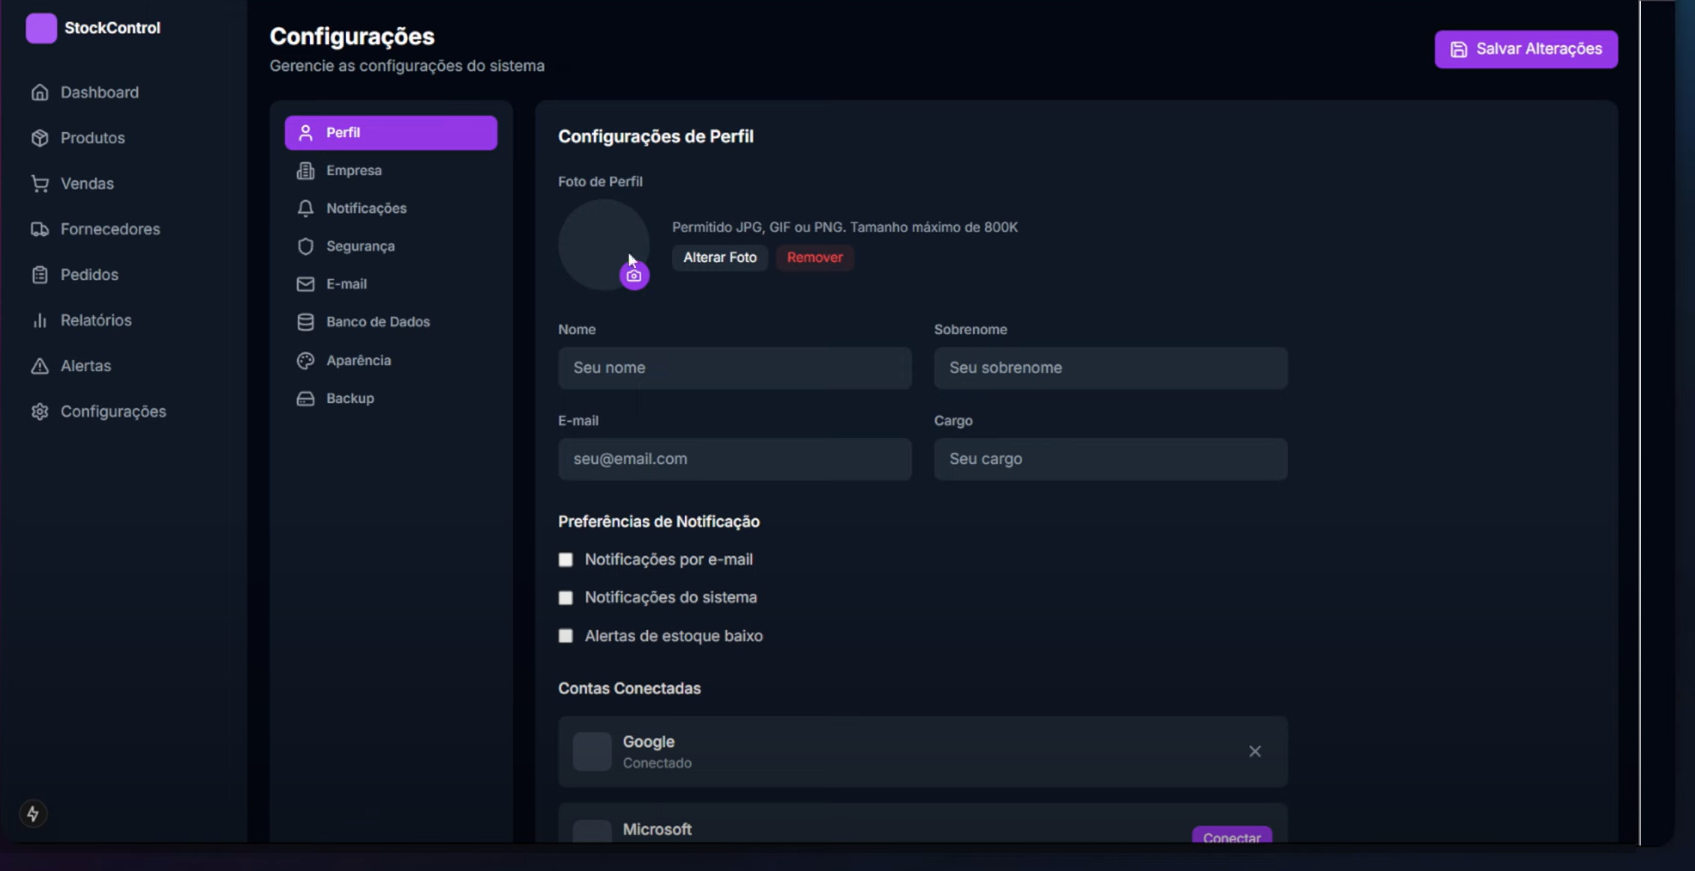 StockControl
Dashboard
Produtos
Vendas
Fornecedores
Pedidos
Relatórios
Alertas
Configurações
Configurações
Gerencie as configurações do sistema
Salvar Alterações
Perfil
Empresa
Notificações
Segurança
E-mail
Banco de Dados
Aparência
Backup
Configurações de Perfil
Foto de Perfil
Permitido JPG, GIF ou PNG. Tamanho máximo de 800K
Alterar Foto Remover
Nome Sobrenome
Seu nome Seu sobrenome
E-mail Cargo
seu@email.com Seu cargo
Preferências de Notificação
Notificações por e-mail
Notificações do sistema
Alertas de estoque baixo
Contas Conectadas
Google
Conectado
Microsoft
Conectar